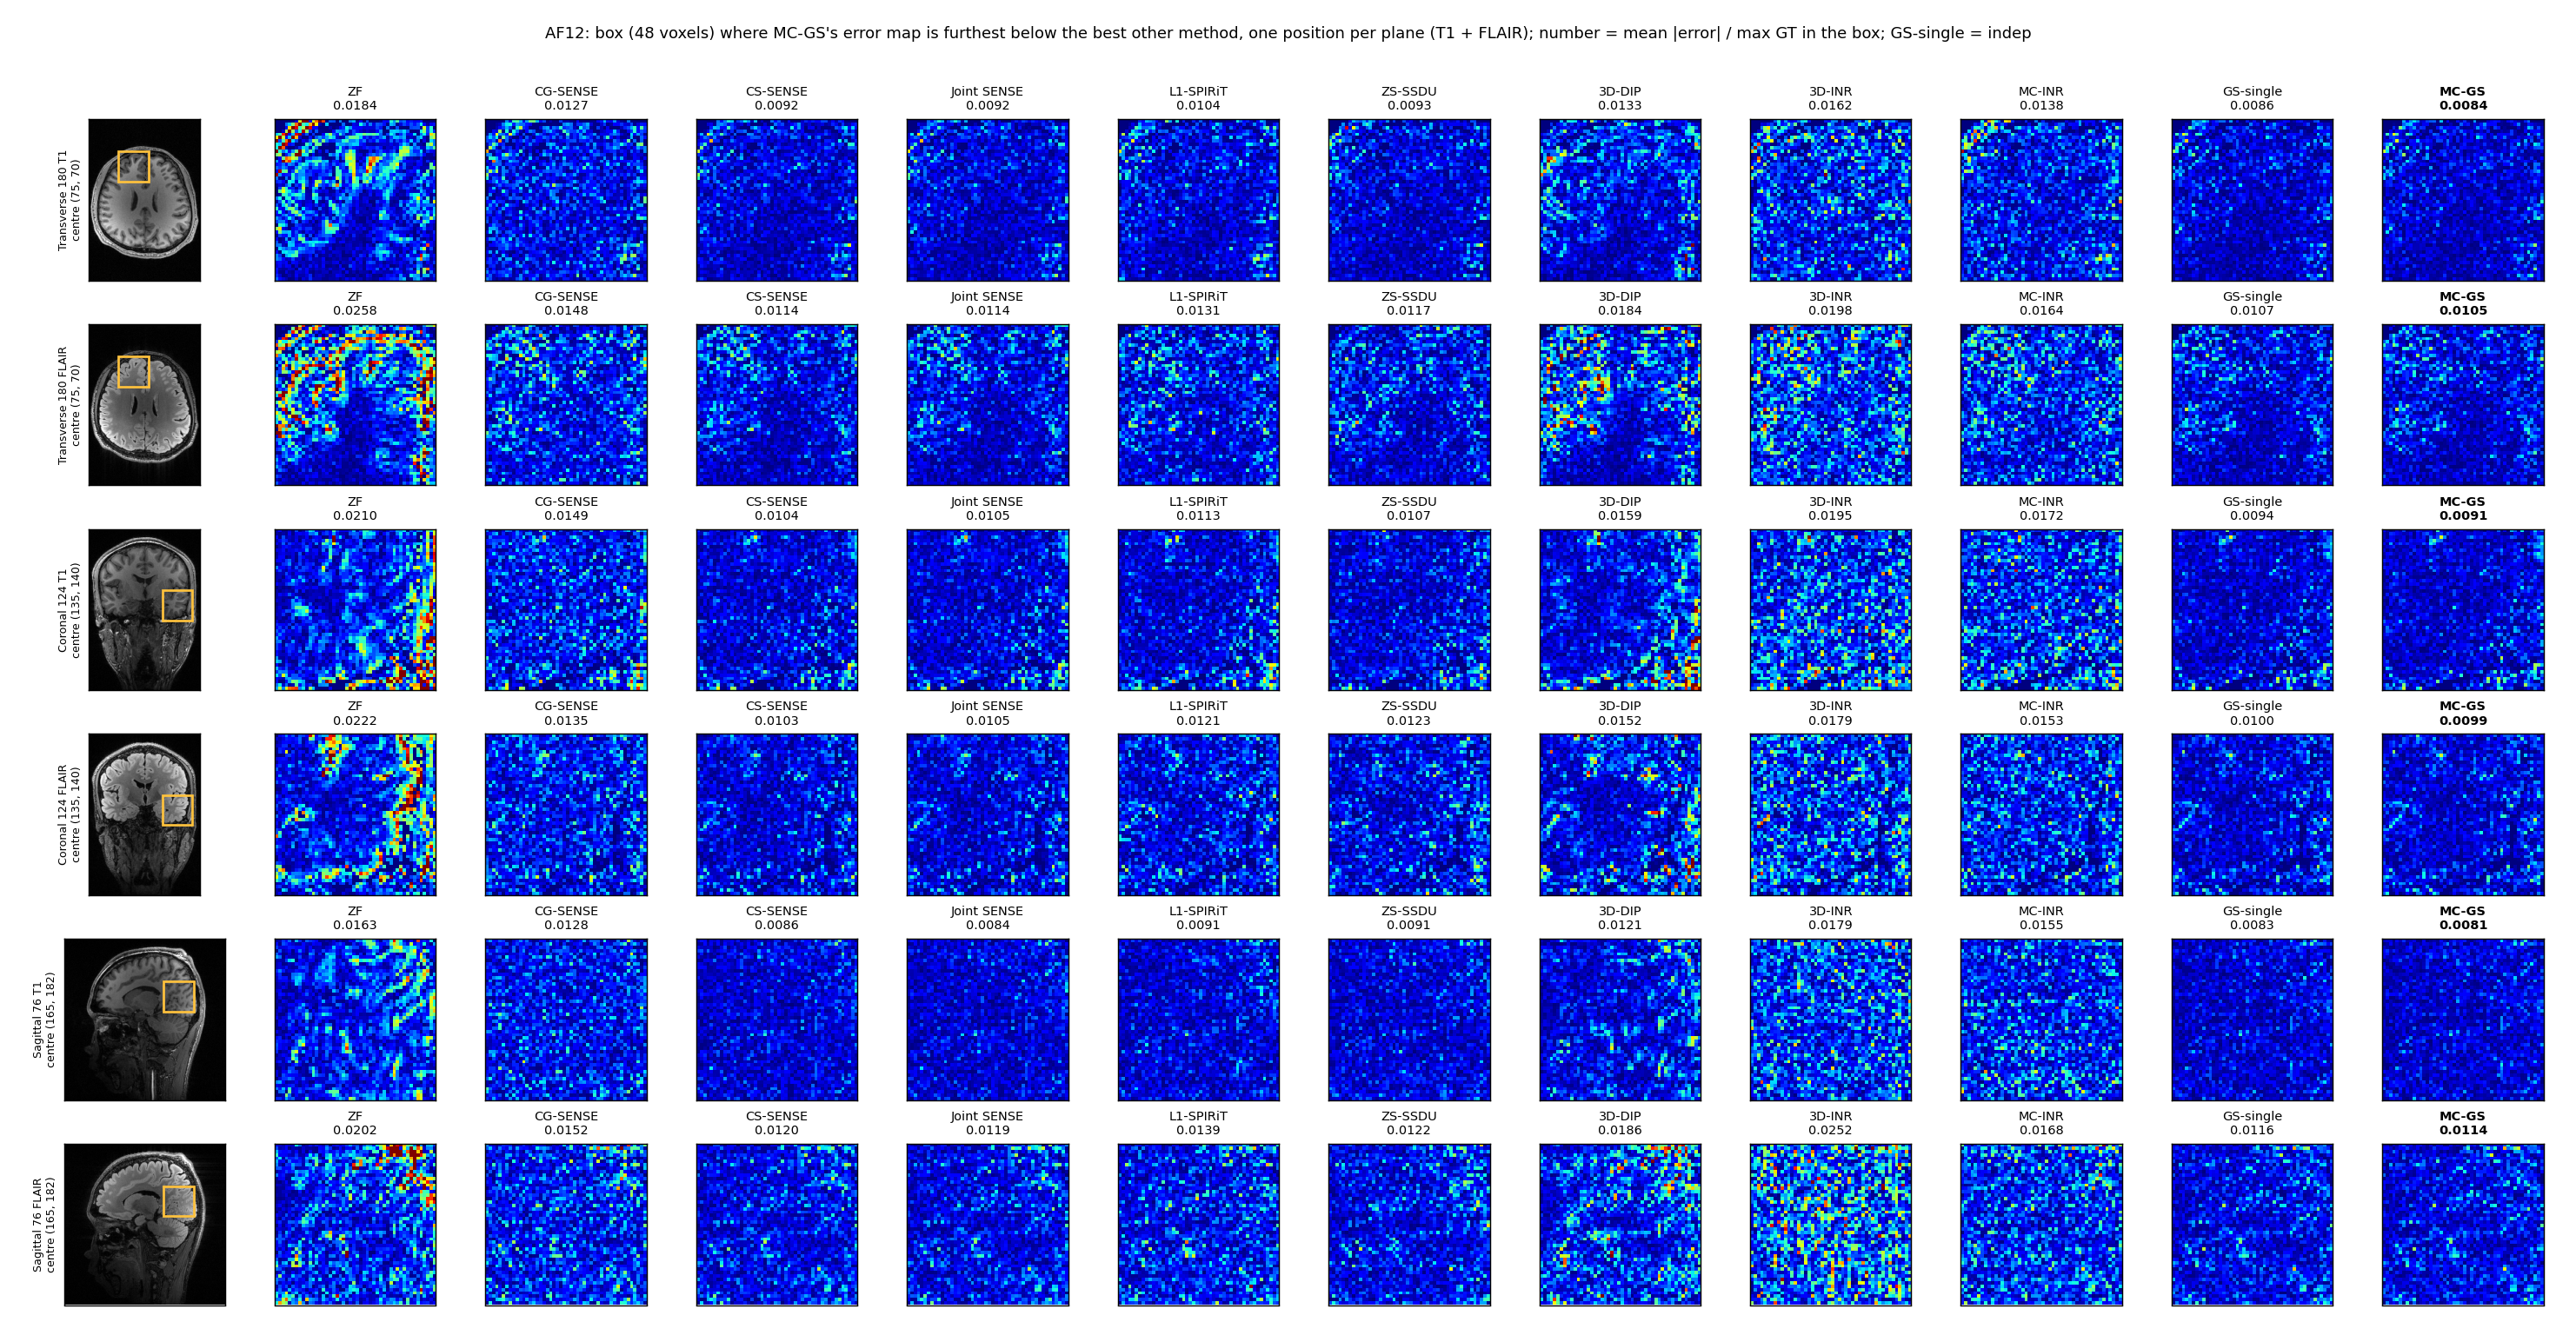 AF12: box (48 voxels) where MC-GS's error map is furthest below the best other method, one position per plane (T1 + FLAIR); number = mean |error| / max GT in the box; GS-single = indep
Transverse 180 T1
centre (75, 70)
ZF
0.0184
CG-SENSE
0.0127
CS-SENSE
0.0092
Joint SENSE
0.0092
L1-SPIRiT
0.0104
ZS-SSDU
0.0093
3D-DIP
0.0133
3D-INR
0.0162
MC-INR
0.0138
GS-single
0.0086
MC-GS
0.0084
Transverse 180 FLAIR
centre (75, 70)
ZF
0.0258
CG-SENSE
0.0148
CS-SENSE
0.0114
Joint SENSE
0.0114
L1-SPIRiT
0.0131
ZS-SSDU
0.0117
3D-DIP
0.0184
3D-INR
0.0198
MC-INR
0.0164
GS-single
0.0107
MC-GS
0.0105
Coronal 124 T1
centre (135, 140)
ZF
0.0210
CG-SENSE
0.0149
CS-SENSE
0.0104
Joint SENSE
0.0105
L1-SPIRiT
0.0113
ZS-SSDU
0.0107
3D-DIP
0.0159
3D-INR
0.0195
MC-INR
0.0172
GS-single
0.0094
MC-GS
0.0091
Coronal 124 FLAIR
centre (135, 140)
ZF
0.0222
CG-SENSE
0.0135
CS-SENSE
0.0103
Joint SENSE
0.0105
L1-SPIRiT
0.0121
ZS-SSDU
0.0123
3D-DIP
0.0152
3D-INR
0.0179
MC-INR
0.0153
GS-single
0.0100
MC-GS
0.0099
Sagittal 76 T1
centre (165, 182)
ZF
0.0163
CG-SENSE
0.0128
CS-SENSE
0.0086
Joint SENSE
0.0084
L1-SPIRiT
0.0091
ZS-SSDU
0.0091
3D-DIP
0.0121
3D-INR
0.0179
MC-INR
0.0155
GS-single
0.0083
MC-GS
0.0081
Sagittal 76 FLAIR
centre (165, 182)
ZF
0.0202
CG-SENSE
0.0152
CS-SENSE
0.0120
Joint SENSE
0.0119
L1-SPIRiT
0.0139
ZS-SSDU
0.0122
3D-DIP
0.0186
3D-INR
0.0252
MC-INR
0.0168
GS-single
0.0116
MC-GS
0.0114